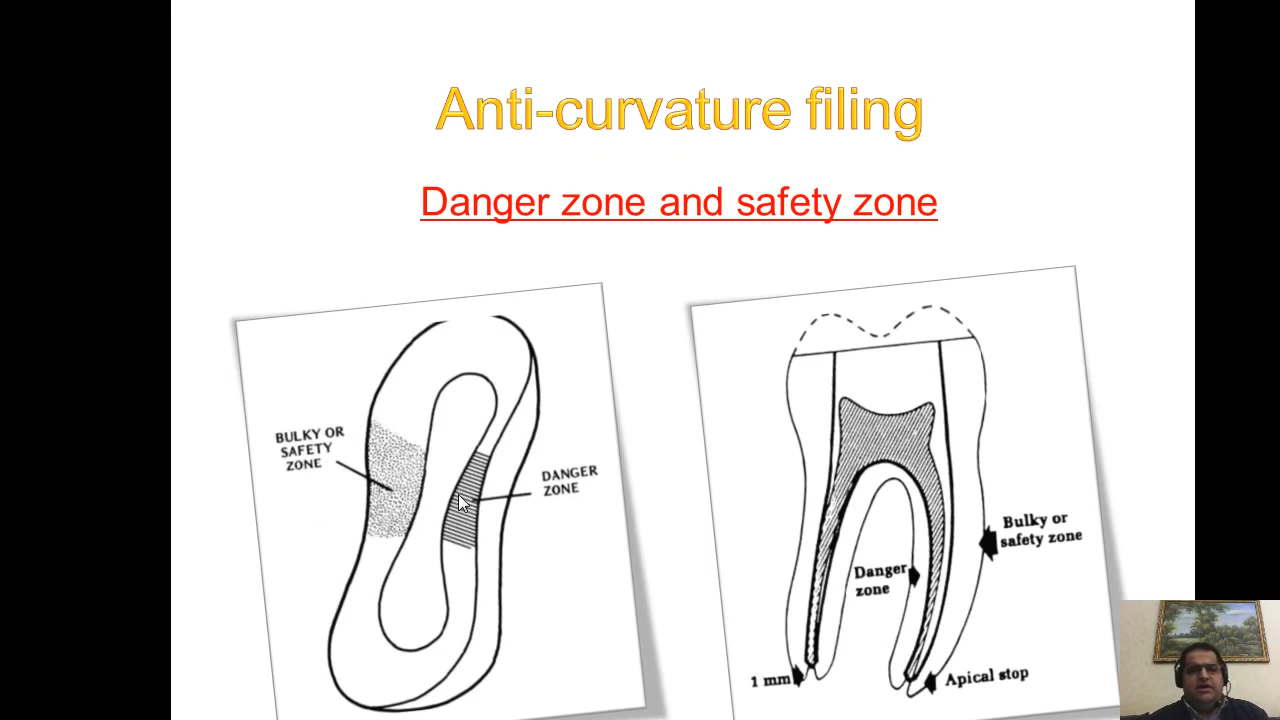 Anti-curvature filing
Danger zone and safety zone
BULKY OR
SAFETY
ZONE
DANGER
ZONE
Bulky or
safety zone
Danger
zone
1 mm
Apical stop